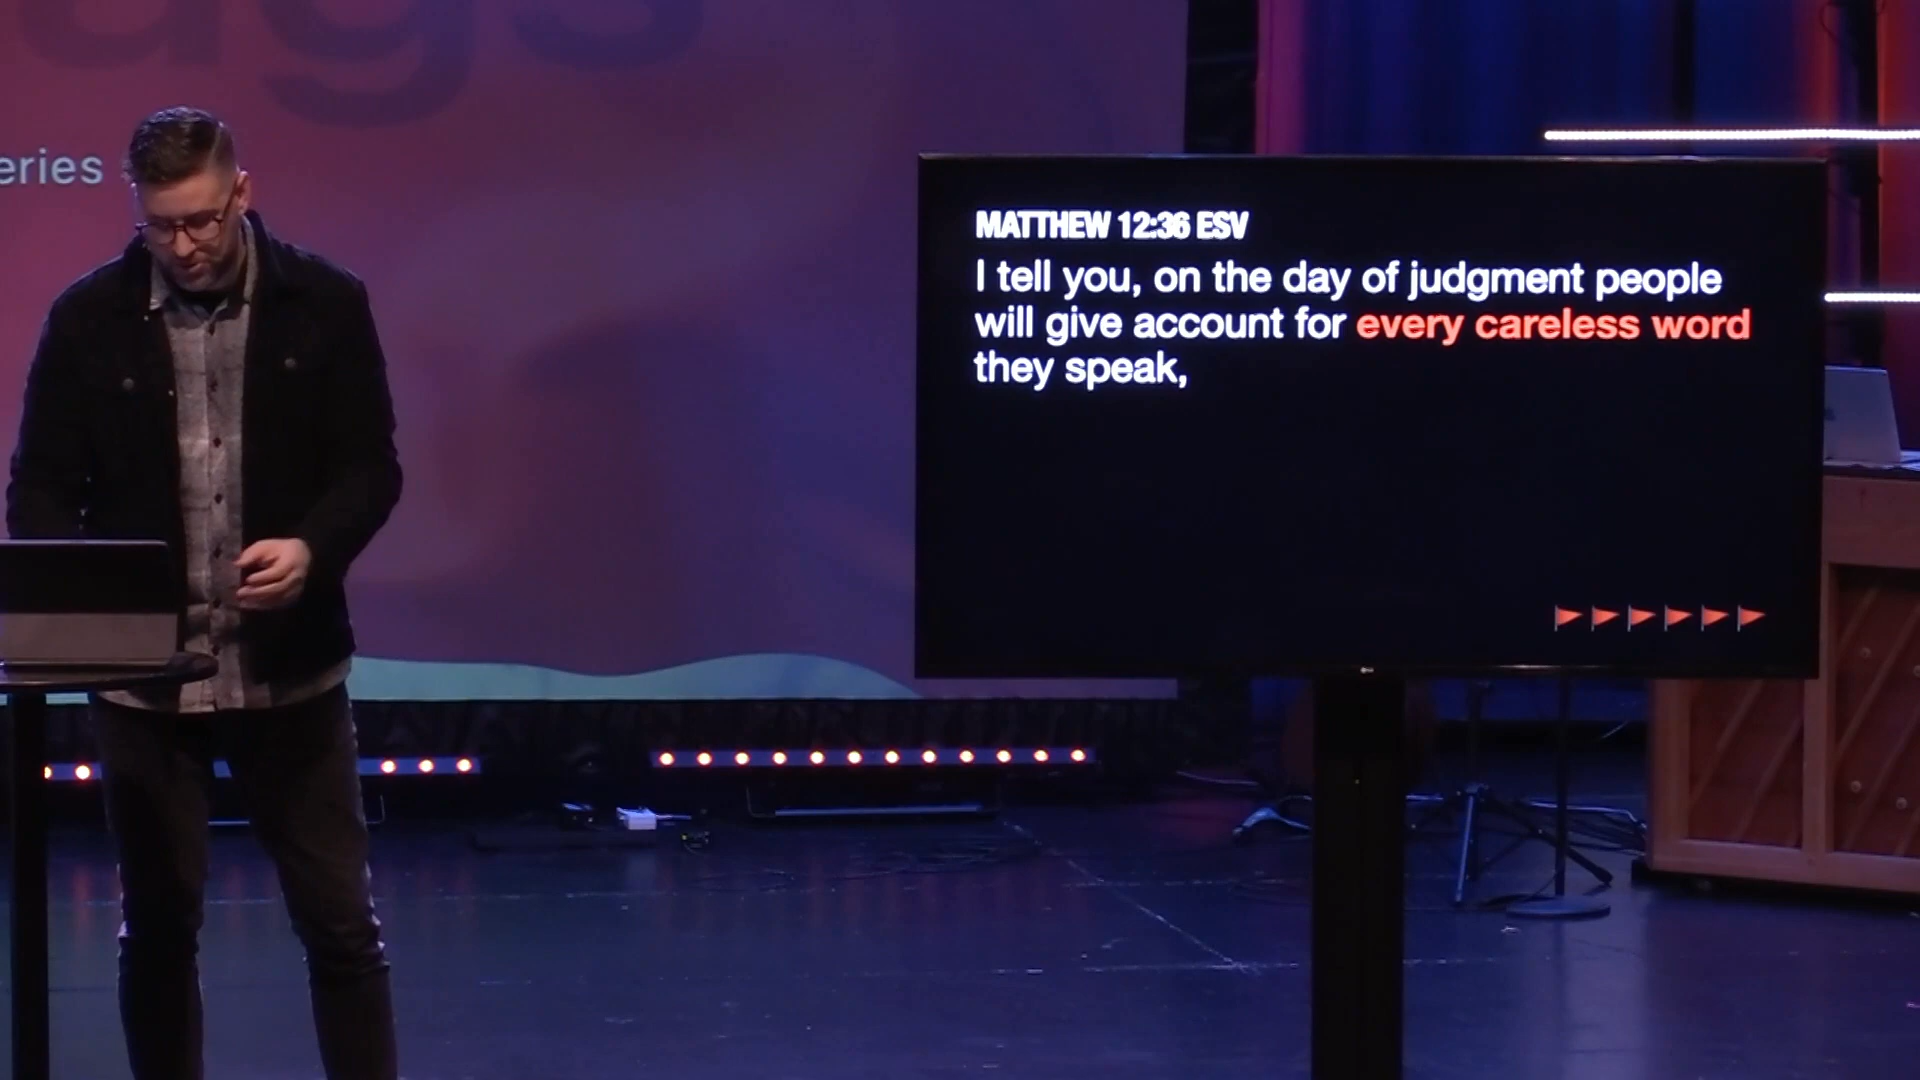 ags
eries
MATTHEW 12:36 ESV
I tell you, on the day of judgment people
will give account for every careless word
they speak,